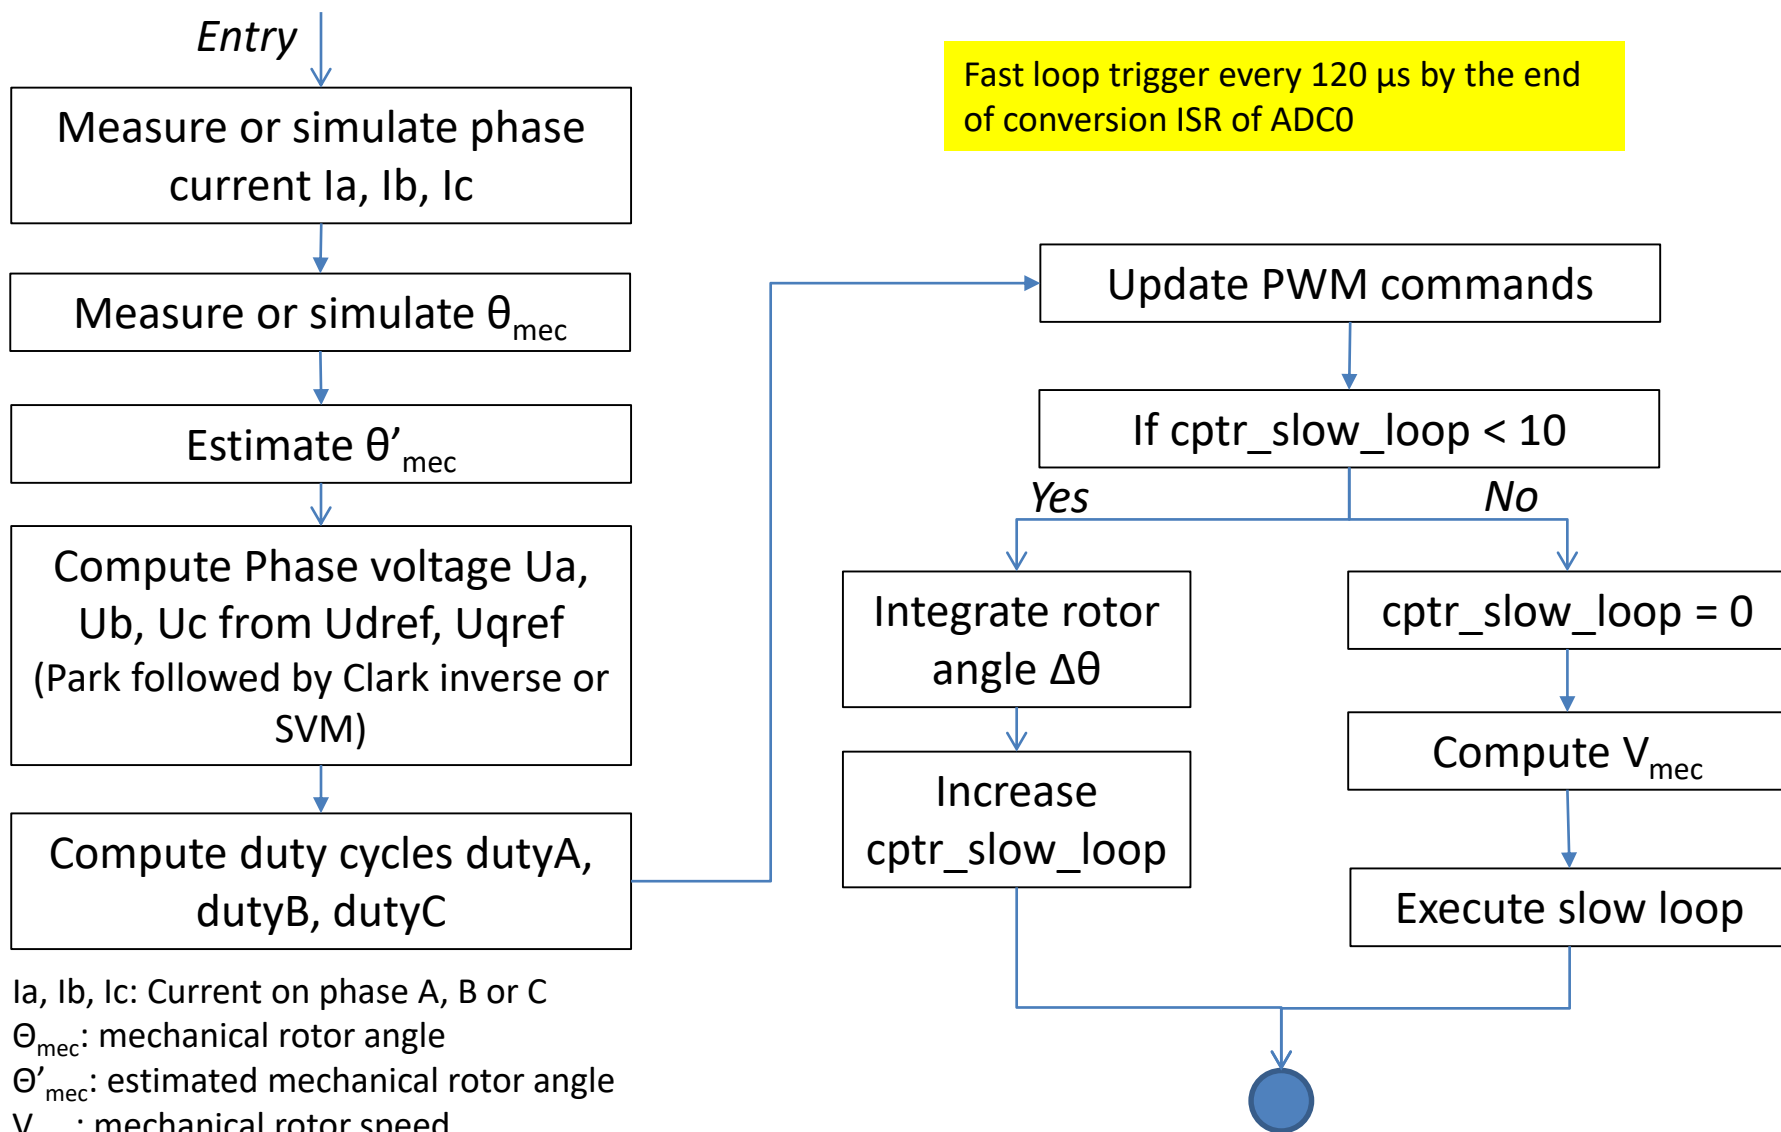 Entry
Measure or simulate phase
current Ia, Ib, Ic
Measure or simulate θmec
Estimate θ’mec
Compute Phase voltage Ua,
Ub, Uc from Udref, Uqref
(Park followed by Clark inverse or
SVM)
Compute duty cycles dutyA,
dutyB, dutyC
Fast loop trigger every 120 μs by the end
of conversion ISR of ADC0
Update PWM commands
If cptr_slow_loop < 10
Yes
No
Integrate rotor
angle Δθ
Increase
cptr_slow_loop
cptr_slow_loop = 0
Compute Vmec
Execute slow loop
Ia, Ib, Ic: Current on phase A, B or C
Θmec: mechanical rotor angle
Θ’mec: estimated mechanical rotor angle
V : mechanical rotor speed